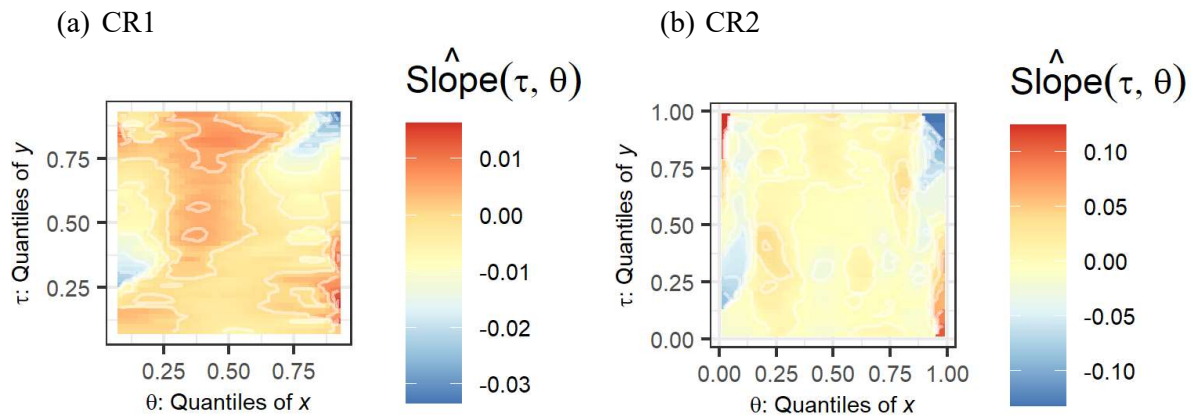 (a) CR1
(b) CR2
Slôpe(τ, θ)
0.01
0.00
-0.01
-0.02
-0.03
τ: Quantiles of y
0.75
0.50
0.25
0.25 0.50 0.75
θ: Quantiles of x
Slôpe(τ, θ)
0.10
0.05
0.00
-0.05
-0.10
τ: Quantiles of y
1.00
0.75
0.50
0.25
0.00
0.00 0.25 0.50 0.75 1.00
θ: Quantiles of x